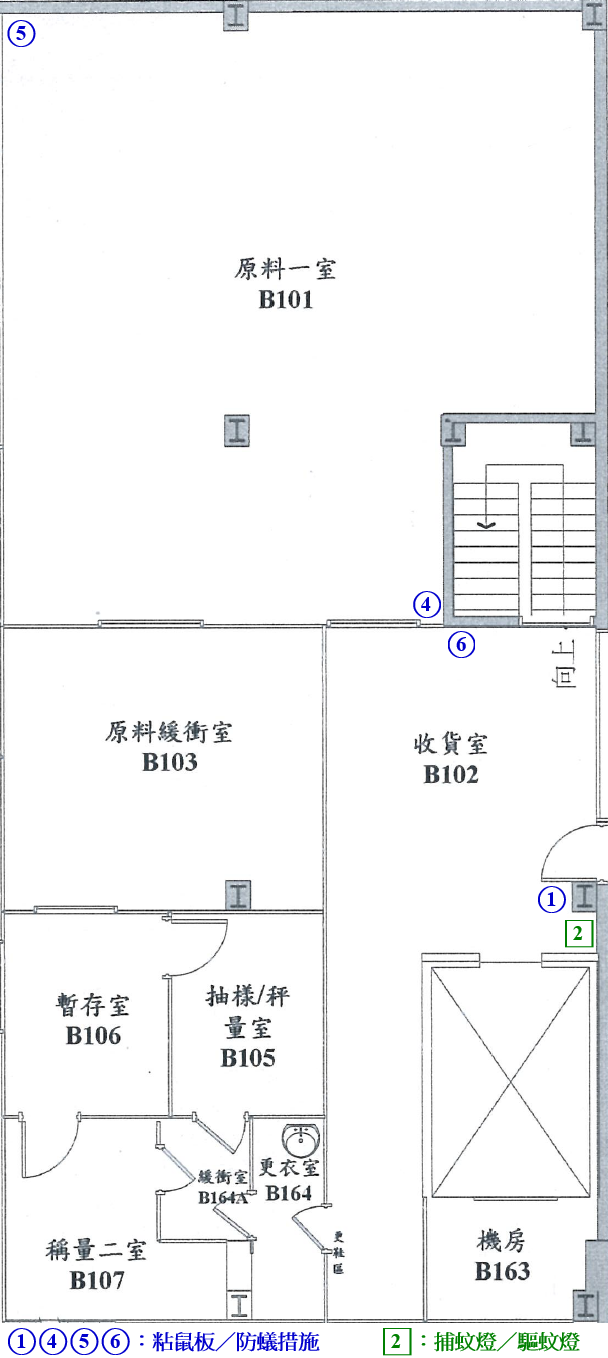 ⑤
原料一室
B101
④
⑥
向上
原料緩衝室
B103
收貨室
B102
①
2
暫存室
B106
抽樣/秤
量室
B105
緩衝室
B164A
更衣室
B164
更鞋區
稱量二室
B107
機房
B163
①④⑤⑥：粘鼠板／防蟻措施
2：捕蚊燈／驅蚊燈